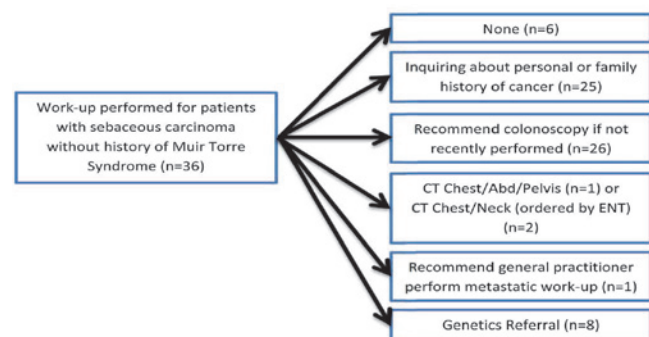 None (n=6)
Inquiring about personal or family
history of cancer (n=25)
Work-up performed for patients
with sebaceous carcinoma
without history of Muir Torre
Syndrome (n=36)
Recommend colonoscopy if not
recently performed (n=26)
CT Chest/Abd/Pelvis (n=1) or
CT Chest/Neck (ordered by ENT)
(n=2)
Recommend general practitioner
perform metastatic work-up (n=1)
Genetics Referral (n=8)